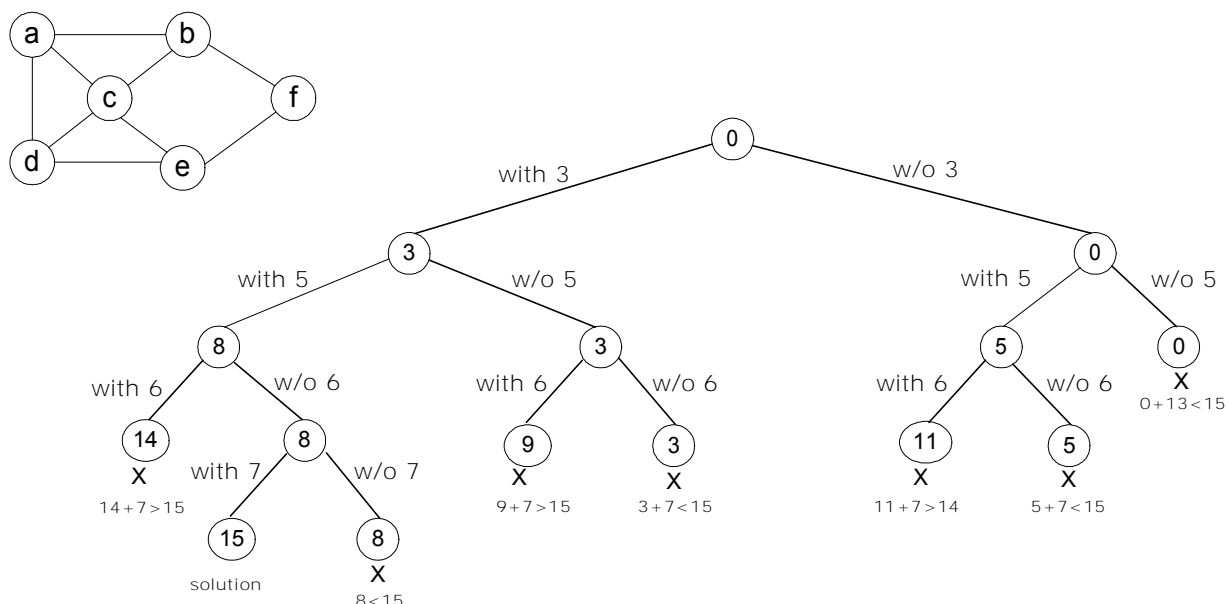 a
b
c
f
d
e
0
with 3
w/o 3
3
0
with 5
w/o 5
with 5
w/o 5
8
3
5
0
X
0+13<15
with 6
w/o 6
with 6
w/o 6
with 6
w/o 6
14
8
9
3
11
5
X
X
X
X
X
14+7>15
with 7
w/o 7
9+7>15
3+7<15
11+7>14
5+7<15
15
8
solution
X
8<15